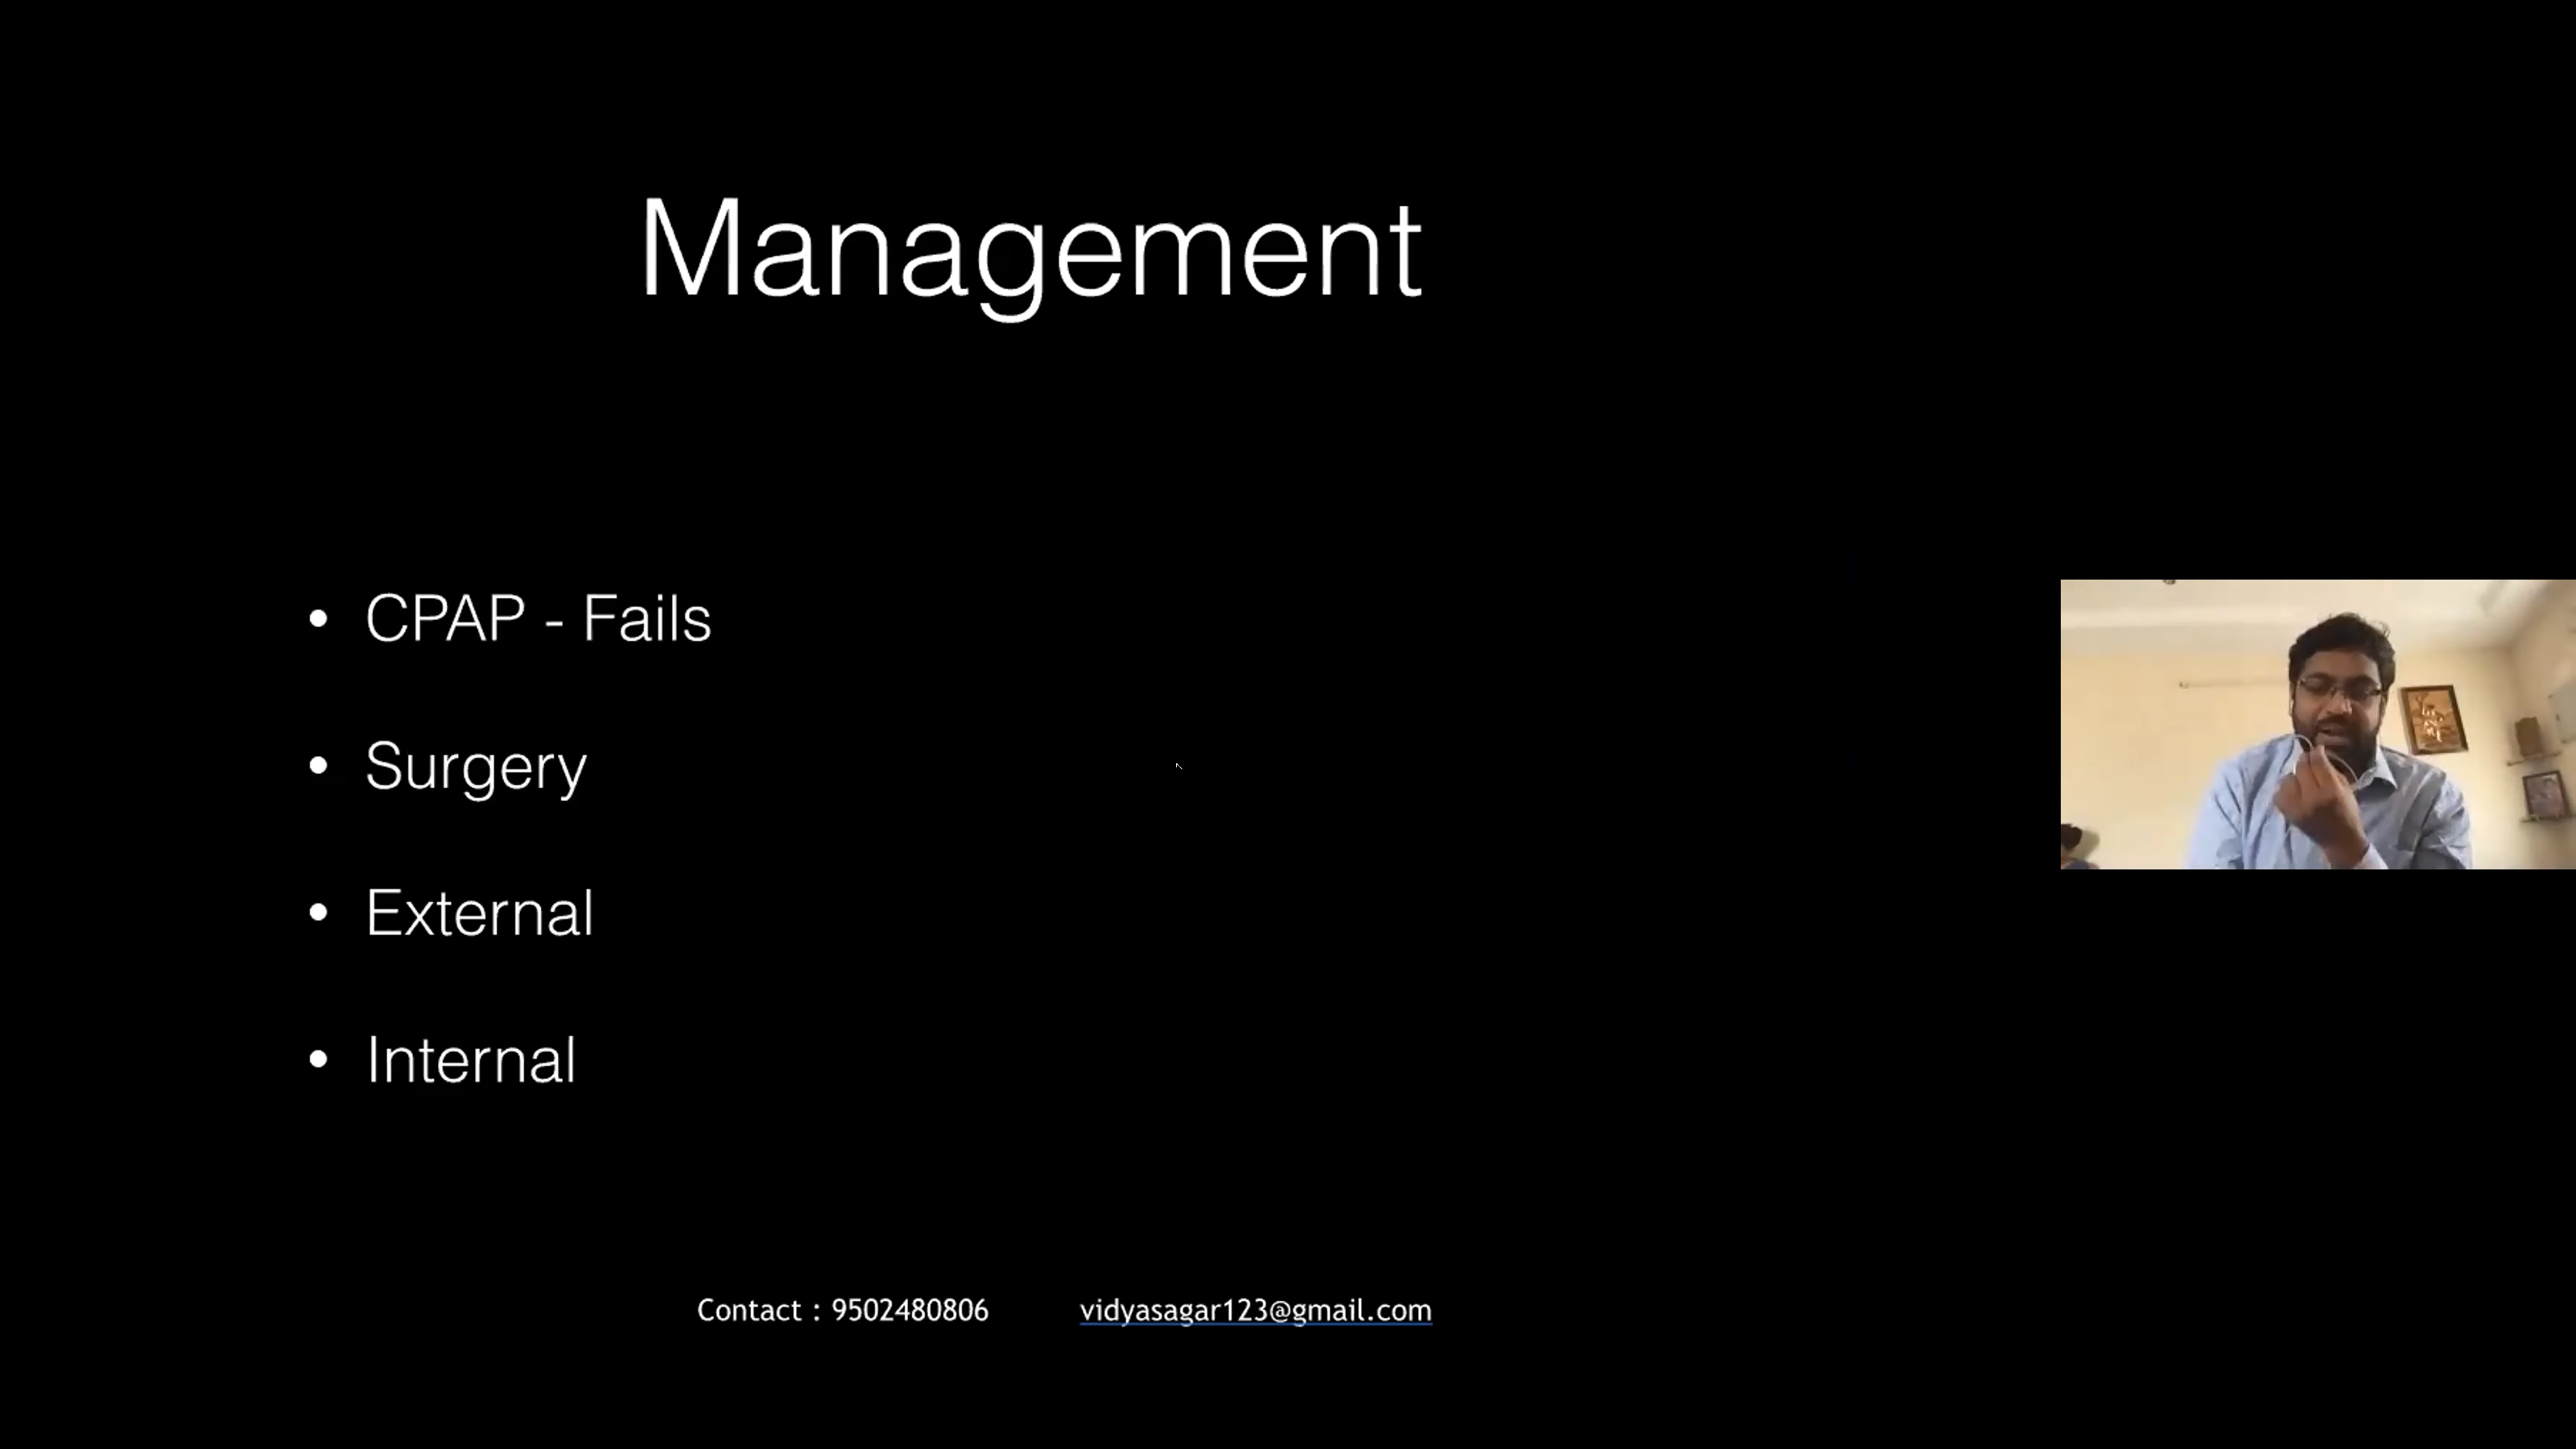 Management
• CPAP - Fails
• Surgery
• External
• Internal
Contact : 9502480806 vidyasagar123@gmail.com